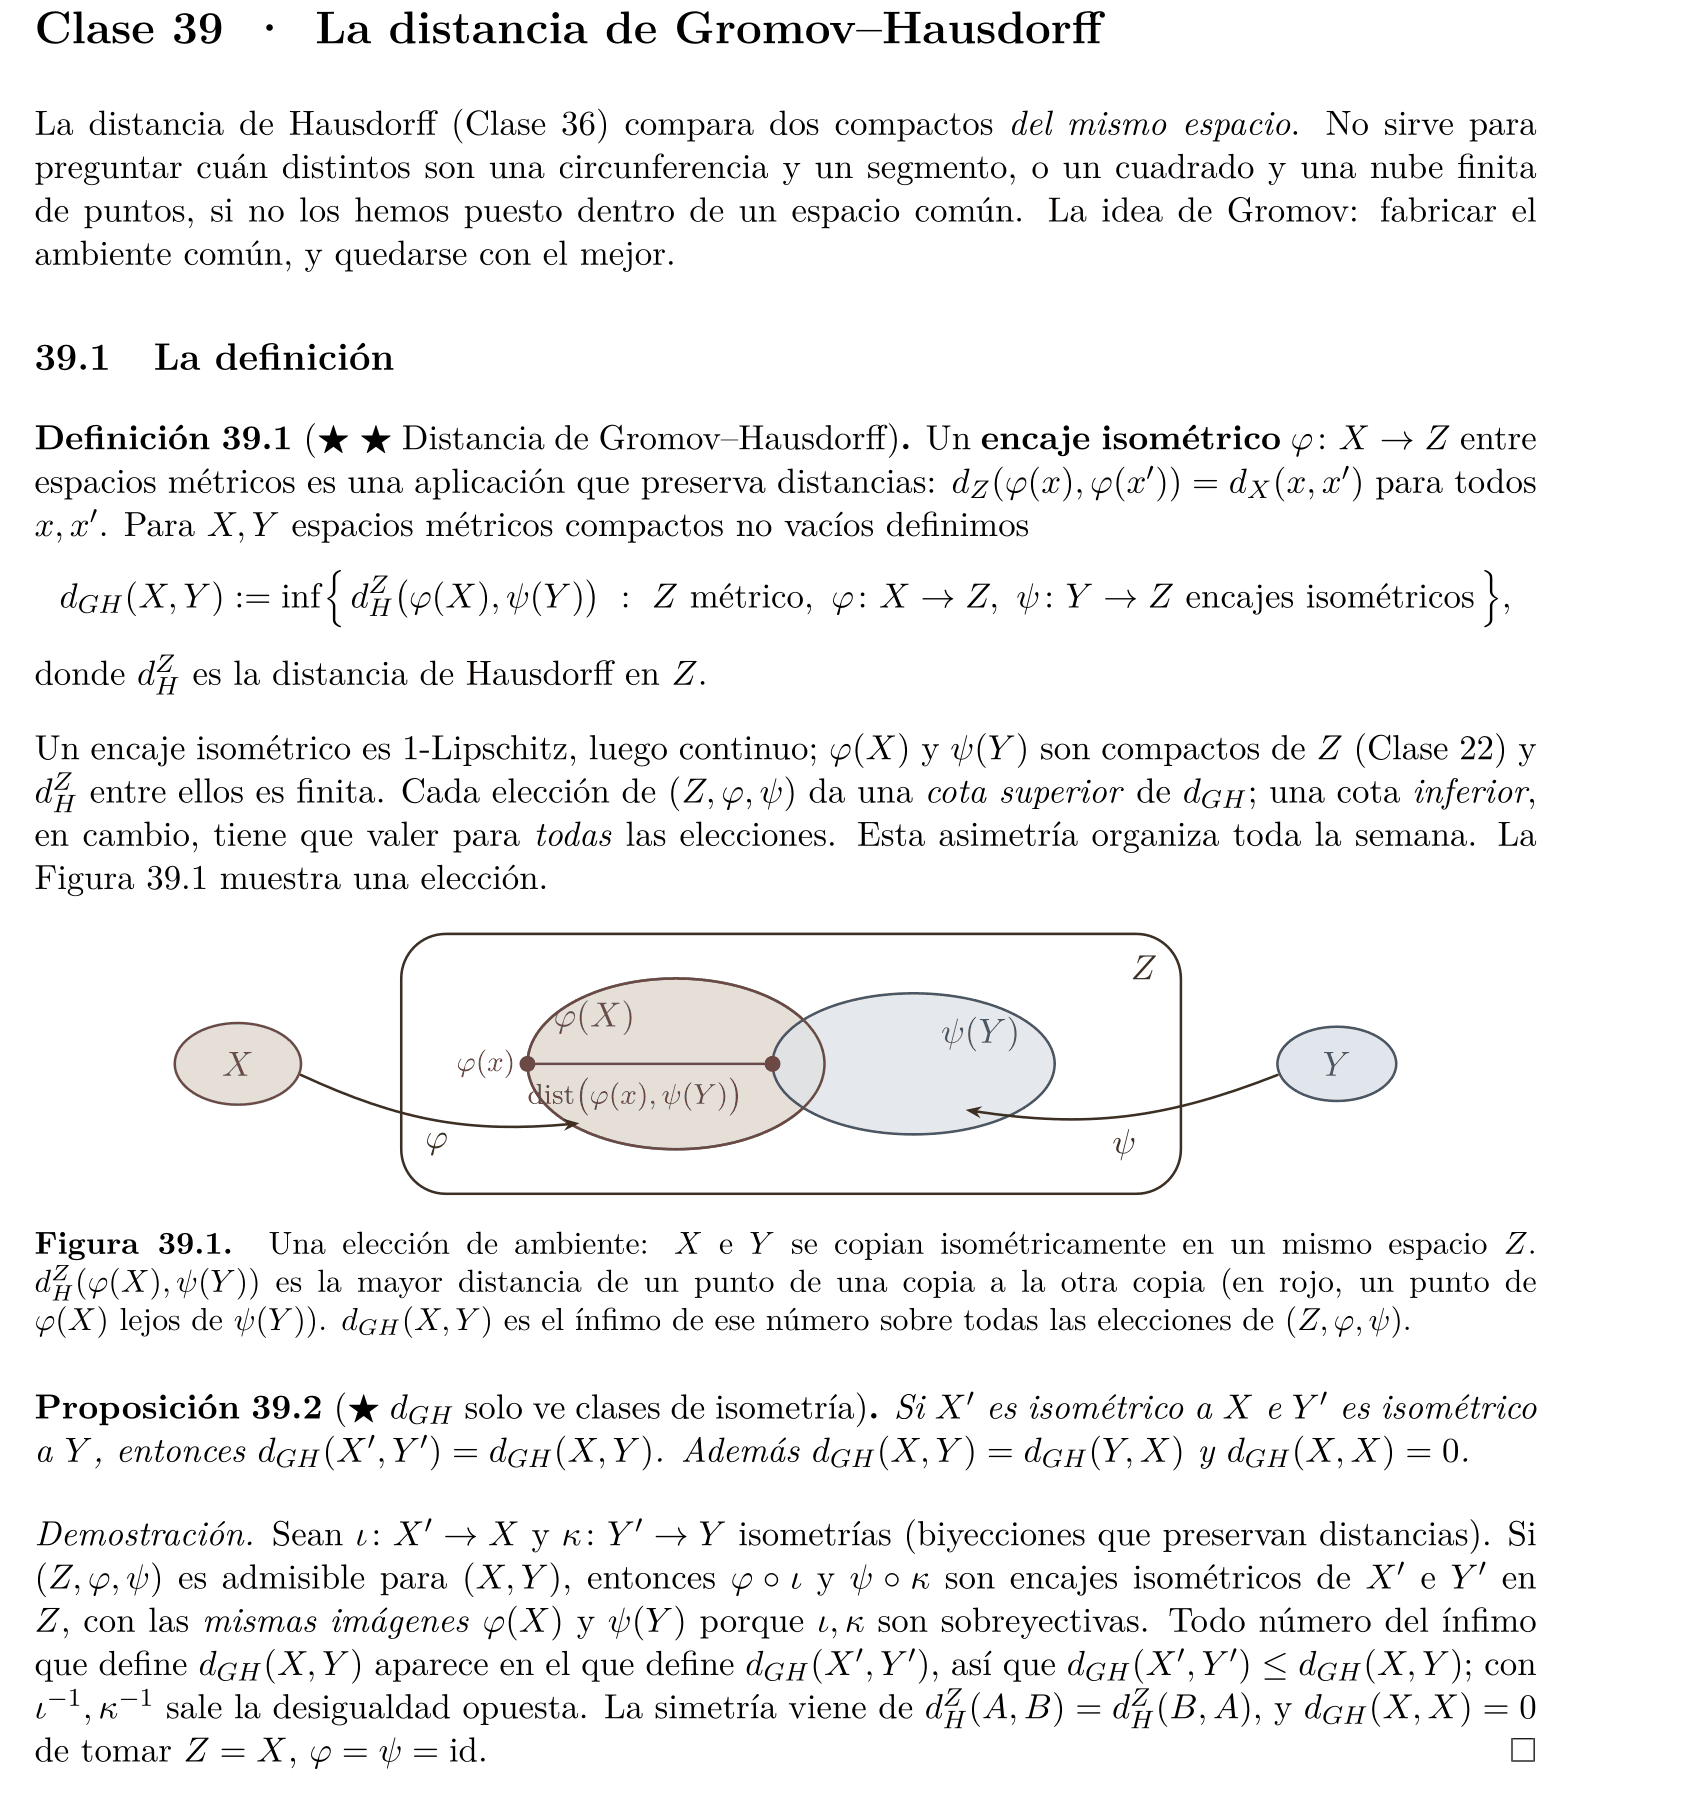 Clase 39 · La distancia de Gromov–Hausdorff
La distancia de Hausdorff (Clase 36) compara dos compactos del mismo espacio. No sirve para
preguntar cuán distintos son una circunferencia y un segmento, o un cuadrado y una nube finita
de puntos, si no los hemos puesto dentro de un espacio común. La idea de Gromov: fabricar el
ambiente común, y quedarse con el mejor.
39.1 La definición
Definición 39.1 (★ ★ Distancia de Gromov–Hausdorff). Un encaje isométrico φ: X → Z entre
espacios métricos es una aplicación que preserva distancias: d_Z(φ(x), φ(x′)) = d_X(x, x′) para todos
x, x′. Para X, Y espacios métricos compactos no vacíos definimos
d_{GH}(X, Y) := inf{ d_H^Z(φ(X), ψ(Y)) : Z métrico, φ: X → Z, ψ: Y → Z encajes isométricos },
donde d_H^Z es la distancia de Hausdorff en Z.
Un encaje isométrico es 1-Lipschitz, luego continuo; φ(X) y ψ(Y) son compactos de Z (Clase 22) y
d_H^Z entre ellos es finita. Cada elección de (Z, φ, ψ) da una cota superior de d_{GH}; una cota inferior,
en cambio, tiene que valer para todas las elecciones. Esta asimetría organiza toda la semana. La
Figura 39.1 muestra una elección.
Z
φ(X)
ψ(Y)
X
φ(x)
Y
dist(φ(x), ψ(Y))
φ
ψ
Figura 39.1. Una elección de ambiente: X e Y se copian isométricamente en un mismo espacio Z.
d_H^Z(φ(X), ψ(Y)) es la mayor distancia de un punto de una copia a la otra copia (en rojo, un punto de
φ(X) lejos de ψ(Y)). d_{GH}(X, Y) es el ínfimo de ese número sobre todas las elecciones de (Z, φ, ψ).
Proposición 39.2 (★ d_{GH} solo ve clases de isometría). Si X′ es isométrico a X e Y′ es isométrico
a Y, entonces d_{GH}(X′, Y′) = d_{GH}(X, Y). Además d_{GH}(X, Y) = d_{GH}(Y, X) y d_{GH}(X, X) = 0.
Demostración. Sean ι: X′ → X y κ: Y′ → Y isometrías (biyecciones que preservan distancias). Si
(Z, φ, ψ) es admisible para (X, Y), entonces φ ∘ ι y ψ ∘ κ son encajes isométricos de X′ e Y′ en
Z, con las mismas imágenes φ(X) y ψ(Y) porque ι, κ son sobreyectivas. Todo número del ínfimo
que define d_{GH}(X, Y) aparece en el que define d_{GH}(X′, Y′), así que d_{GH}(X′, Y′) ≤ d_{GH}(X, Y); con
ι⁻¹, κ⁻¹ sale la desigualdad opuesta. La simetría viene de d_H^Z(A, B) = d_H^Z(B, A), y d_{GH}(X, X) = 0
de tomar Z = X, φ = ψ = id. □